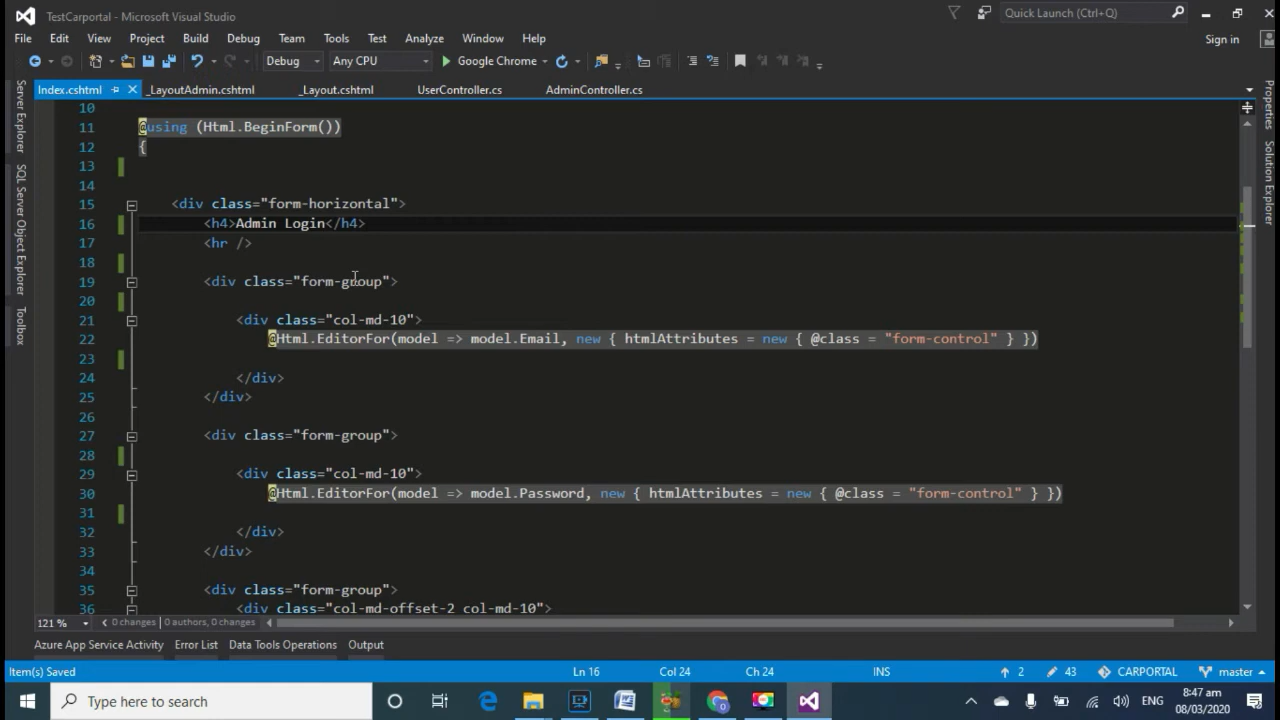 TestCarportal - Microsoft Visual Studio
Quick Launch (Ctrl+Q)
File Edit View Project Build Debug Team Tools Test Analyze Window Help
Sign in
Debug Any CPU Google Chrome
Index.cshtml _LayoutAdmin.cshtml _Layout.cshtml UserController.cs AdminController.cs
Server Explorer
SQL Server Object Explorer
Toolbox
Properties
Solution Explorer
10
11 @using (Html.BeginForm())
12 {
13
14
15 <div class="form-horizontal">
16 <h4>Admin Login</h4>
17 <hr />
18
19 <div class="form-group">
20
21 <div class="col-md-10">
22 @Html.EditorFor(model => model.Email, new { htmlAttributes = new { @class = "form-control" } })
23
24 </div>
25 </div>
26
27 <div class="form-group">
28
29 <div class="col-md-10">
30 @Html.EditorFor(model => model.Password, new { htmlAttributes = new { @class = "form-control" } })
31
32 </div>
33 </div>
34
35 <div class="form-group">
36 <div class="col-md-offset-2 col-md-10">
121 % 0 changes | 0 authors, 0 changes
Azure App Service Activity Error List Data Tools Operations Output
Item(s) Saved Ln 16 Col 24 Ch 24 INS 2 43 CARPORTAL master
Type here to search
ENG
8:47 am
08/03/2020